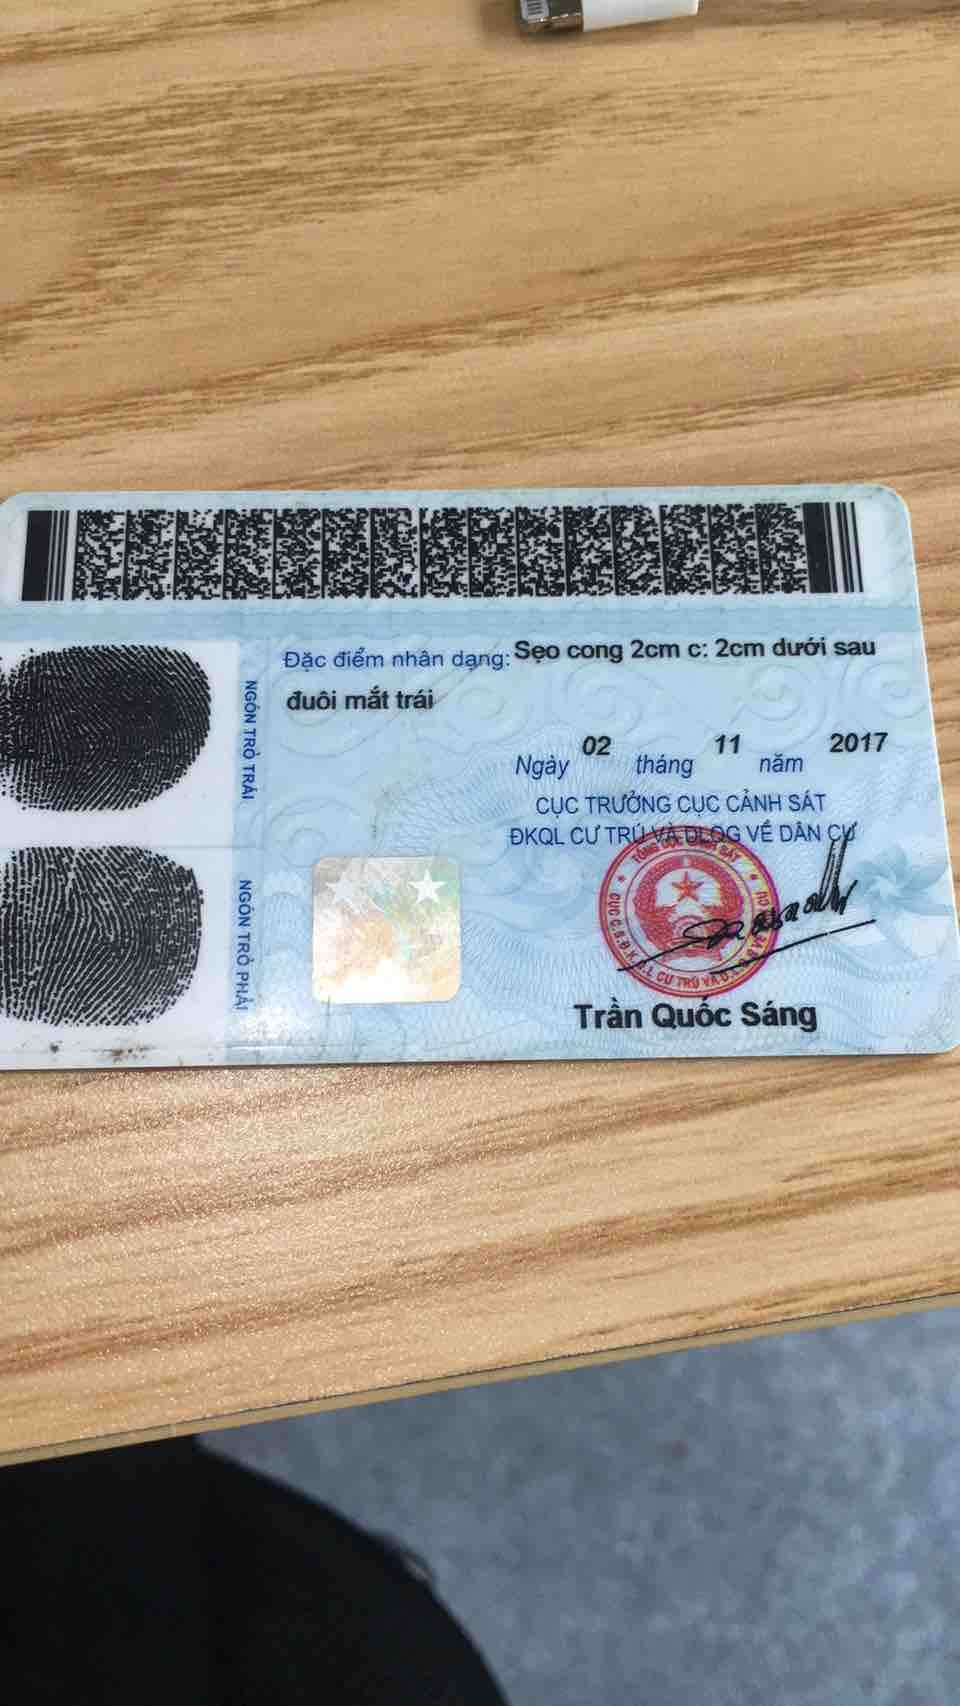 Đặc điểm nhân dạng: Sẹo cong 2cm c: 2cm dưới sau
đuôi mắt trái
NGÓN TRỎ TRÁI
NGÓN TRỎ PHẢI
Ngày 02 tháng 11 năm 2017
CỤC TRƯỞNG CỤC CẢNH SÁT
ĐKQL CƯ TRÚ VÀ DLQG VỀ DÂN CƯ
Trần Quốc Sáng